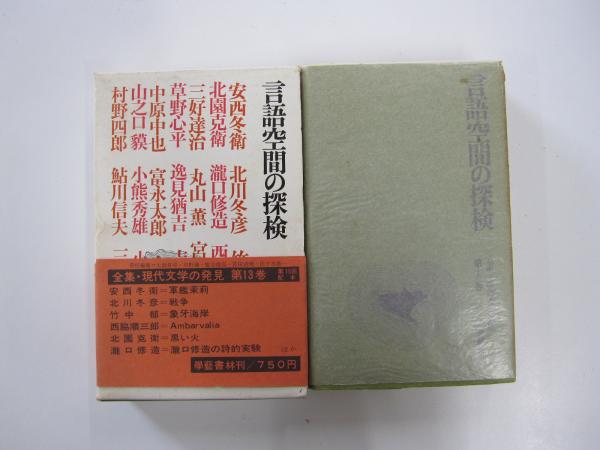 言語空間の探検
安西冬衛 北川冬彦
北園克衛 瀧口修造 西
三好達治 丸山薫 宮
草野心平 逸見猶吉
中原中也 富永太郎
山之口貘 小熊秀雄
村野四郎 鮎川信夫
全集・現代文学の発見 第13巻
安西冬衛=軍艦茉莉
北川冬彦=戦争
竹中郁=象牙海岸
西脇順三郎=Ambarvalia
北園克衛=黒い火
瀧口修造=瀧口修造の詩的実験 ほか
學藝書林刊/750円
言語空間の探検